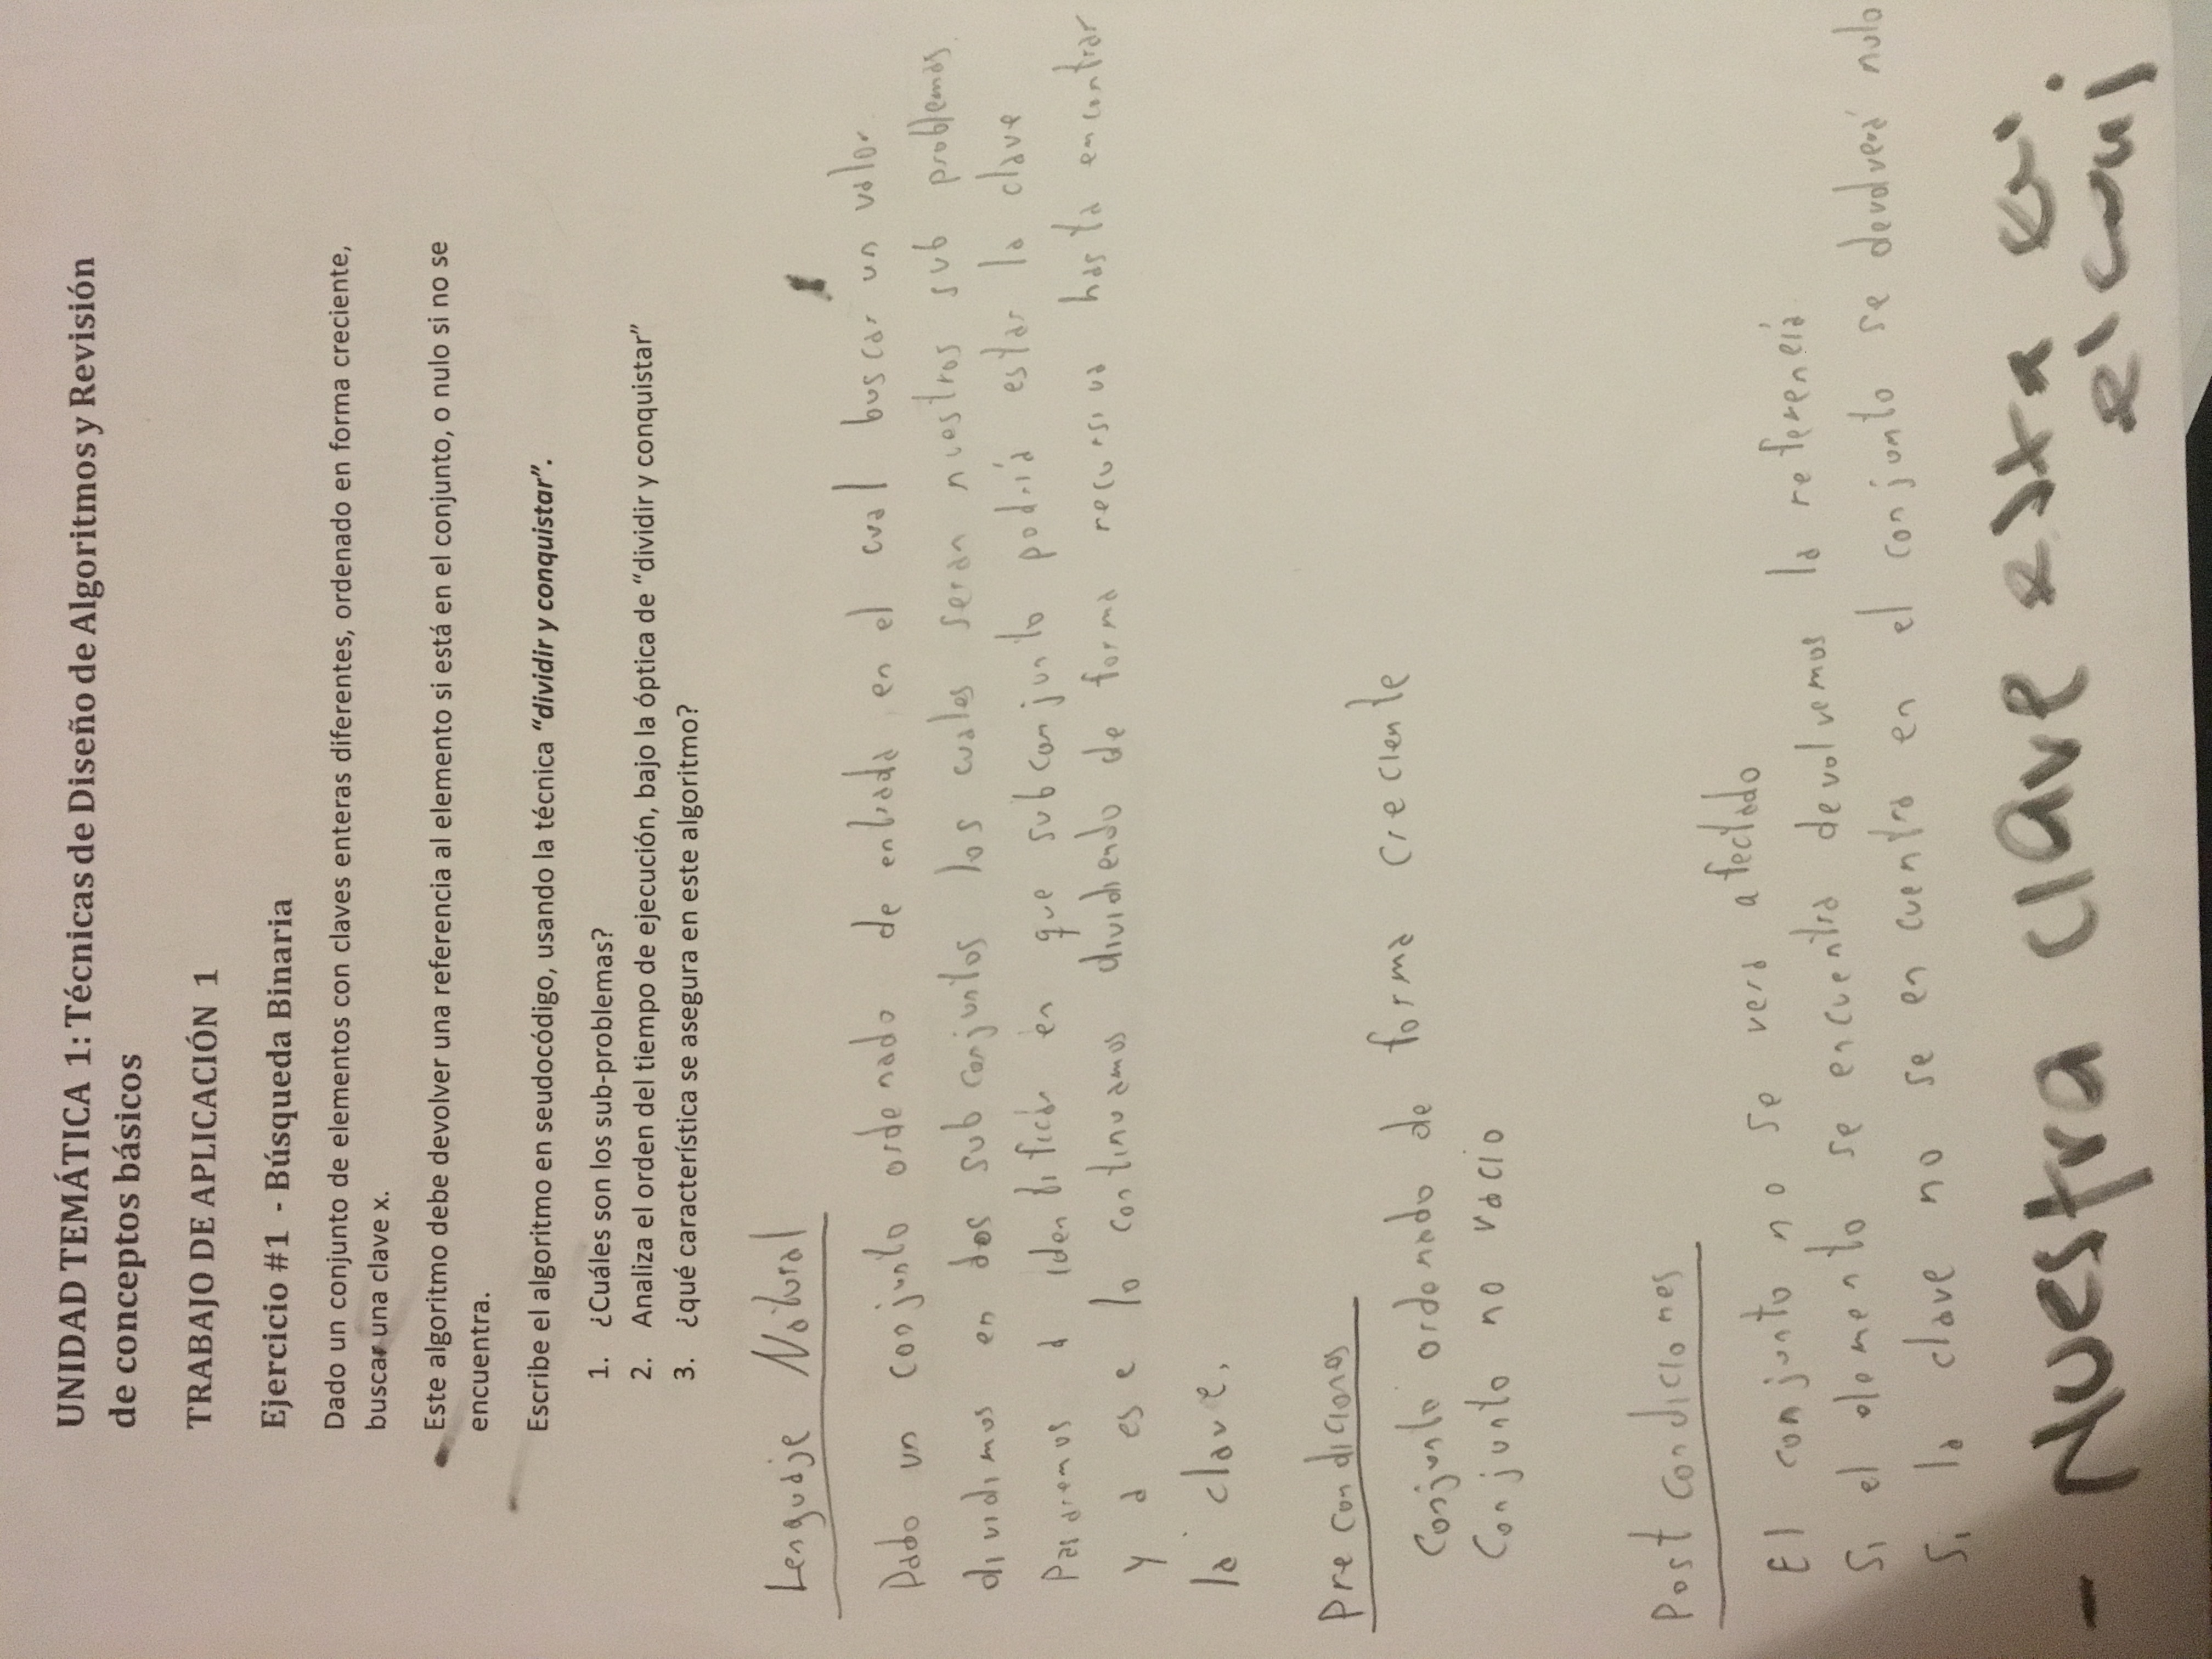 UNIDAD TEMÁTICA 1: Técnicas de Diseño de Algoritmos y Revisión
de conceptos básicos
TRABAJO DE APLICACIÓN 1
Ejercicio #1 - Búsqueda Binaria
Dado un conjunto de elementos con claves enteras diferentes, ordenado en forma creciente,
buscar una clave x.
Este algoritmo debe devolver una referencia al elemento si está en el conjunto, o nulo si no se
encuentra.
Escribe el algoritmo en seudocódigo, usando la técnica “dividir y conquistar”.
1. ¿Cuáles son los sub-problemas?
2. Analiza el orden del tiempo de ejecución, bajo la óptica de “dividir y conquistar”
3. ¿qué característica se asegura en este algoritmo?
Lenguaje Natural
Dado un conjunto ordenado de entrada en el cual buscar un valor
dividimos en dos sub conjuntos los cuales seran nuestros sub problemas.
Pasaremos a identificar en que subconjunto podría estar la clave
y a ese lo continuamos dividiendo de forma recursiva hasta encontrar
la clave.
Pre condiciones
Conjunto ordenado de forma creciente
Conjunto no vacio
Post condiciones
El conjunto no se vera afectado
Si el elemento se encuentra devolvemos la referencia
Si la clave no se encuentra en el conjunto se devolverá nulo
- Nuestra clave esta en
el conj.